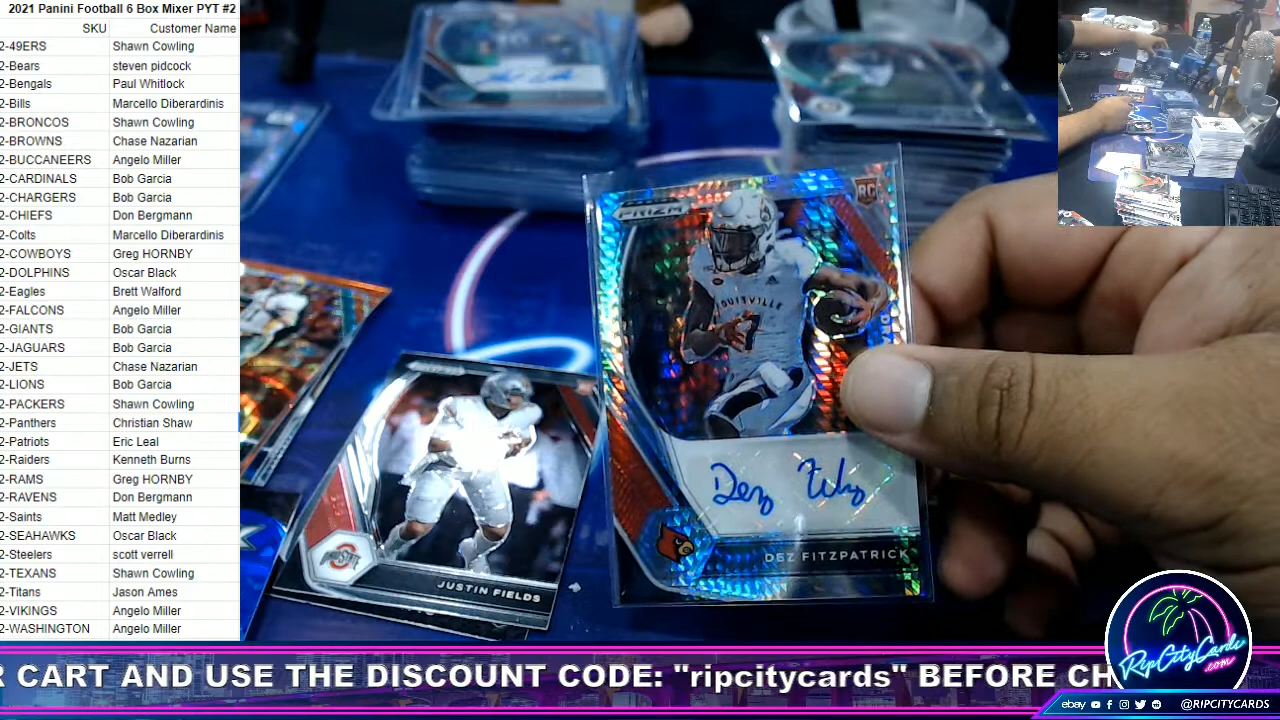 2021 Panini Football 6 Box Mixer PYT #2
SKU Customer Name
2-49ERS Shawn Cowling
2-Bears steven pidcock
2-Bengals Paul Whitlock
2-Bills Marcello Diberardinis
2-BRONCOS Shawn Cowling
2-BROWNS Chase Nazarian
2-BUCCANEERS Angelo Miller
2-CARDINALS Bob Garcia
2-CHARGERS Bob Garcia
2-CHIEFS Don Bergmann
2-Colts Marcello Diberardinis
2-COWBOYS Greg HORNBY
2-DOLPHINS Oscar Black
2-Eagles Brett Walford
2-FALCONS Angelo Miller
2-GIANTS Bob Garcia
2-JAGUARS Bob Garcia
2-JETS Chase Nazarian
2-LIONS Bob Garcia
2-PACKERS Shawn Cowling
2-Panthers Christian Shaw
2-Patriots Eric Leal
2-Raiders Kenneth Burns
2-RAMS Greg HORNBY
2-RAVENS Don Bergmann
2-Saints Matt Medley
2-SEAHAWKS Oscar Black
2-Steelers scott verrell
2-TEXANS Shawn Cowling
2-Titans Jason Ames
2-VIKINGS Angelo Miller
2-WASHINGTON Angelo Miller
PRIZM
RC
LOUISVILLE
7
Dez Fitz
DEZ FITZPATRICK
OHIO STATE
JUSTIN FIELDS
R CART AND USE THE DISCOUNT CODE: "ripcitycards" BEFORE CH
RipCityCards
.com
ebay @RIPCITYCARDS